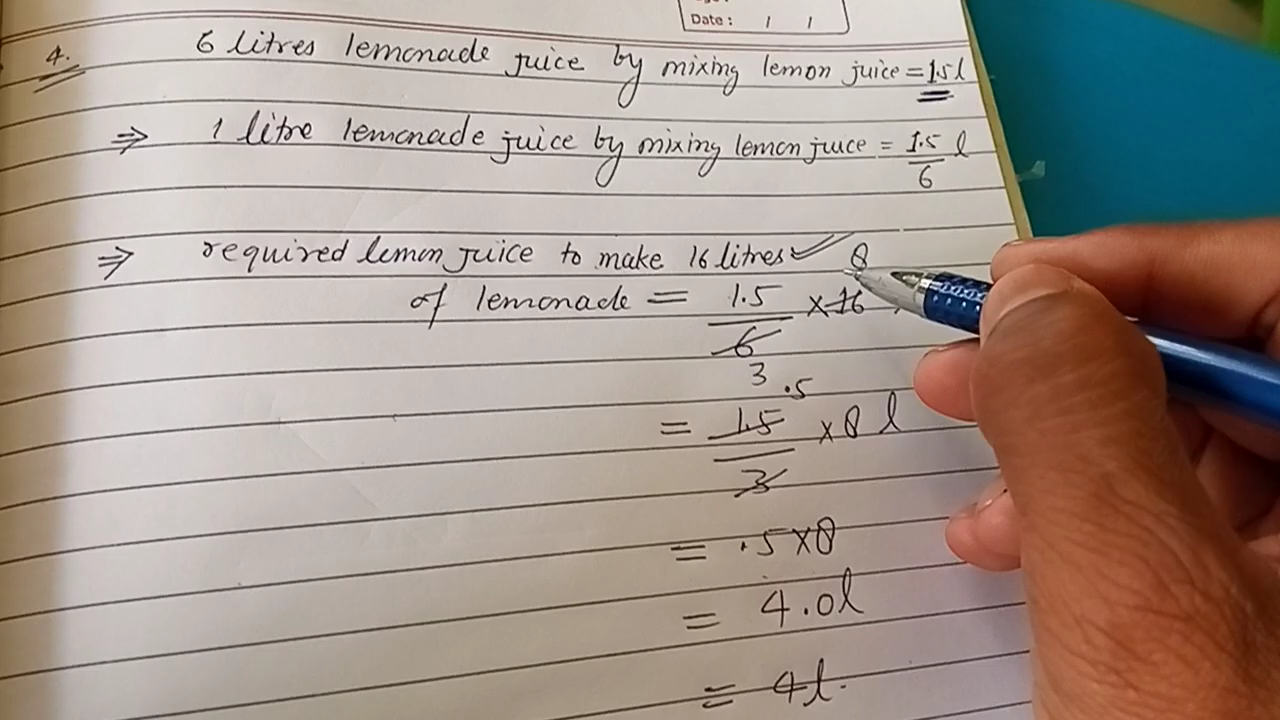 Date : / /
4. 6 litres lemonade juice by mixing lemon juice = 1.5 l
⇒ 1 litre lemonade juice by mixing lemon juice = 1.5/6 l
⇒ required lemon juice to make 16 litres
8
of lemonade = 1.5/6 × 16
3
.5
= 1.5/3 × 8 l
= .5 × 8
= 4.0 l
= 4 l.